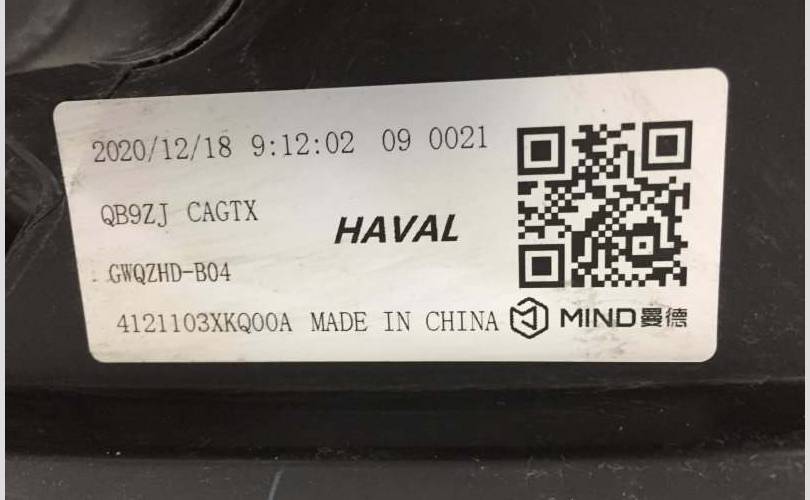 2020/12/18 9:12:02 09 0021
QB9ZJ CAGTX
HAVAL
GWQZHD-B04
4121103XKQ00A MADE IN CHINA
MIND曼德